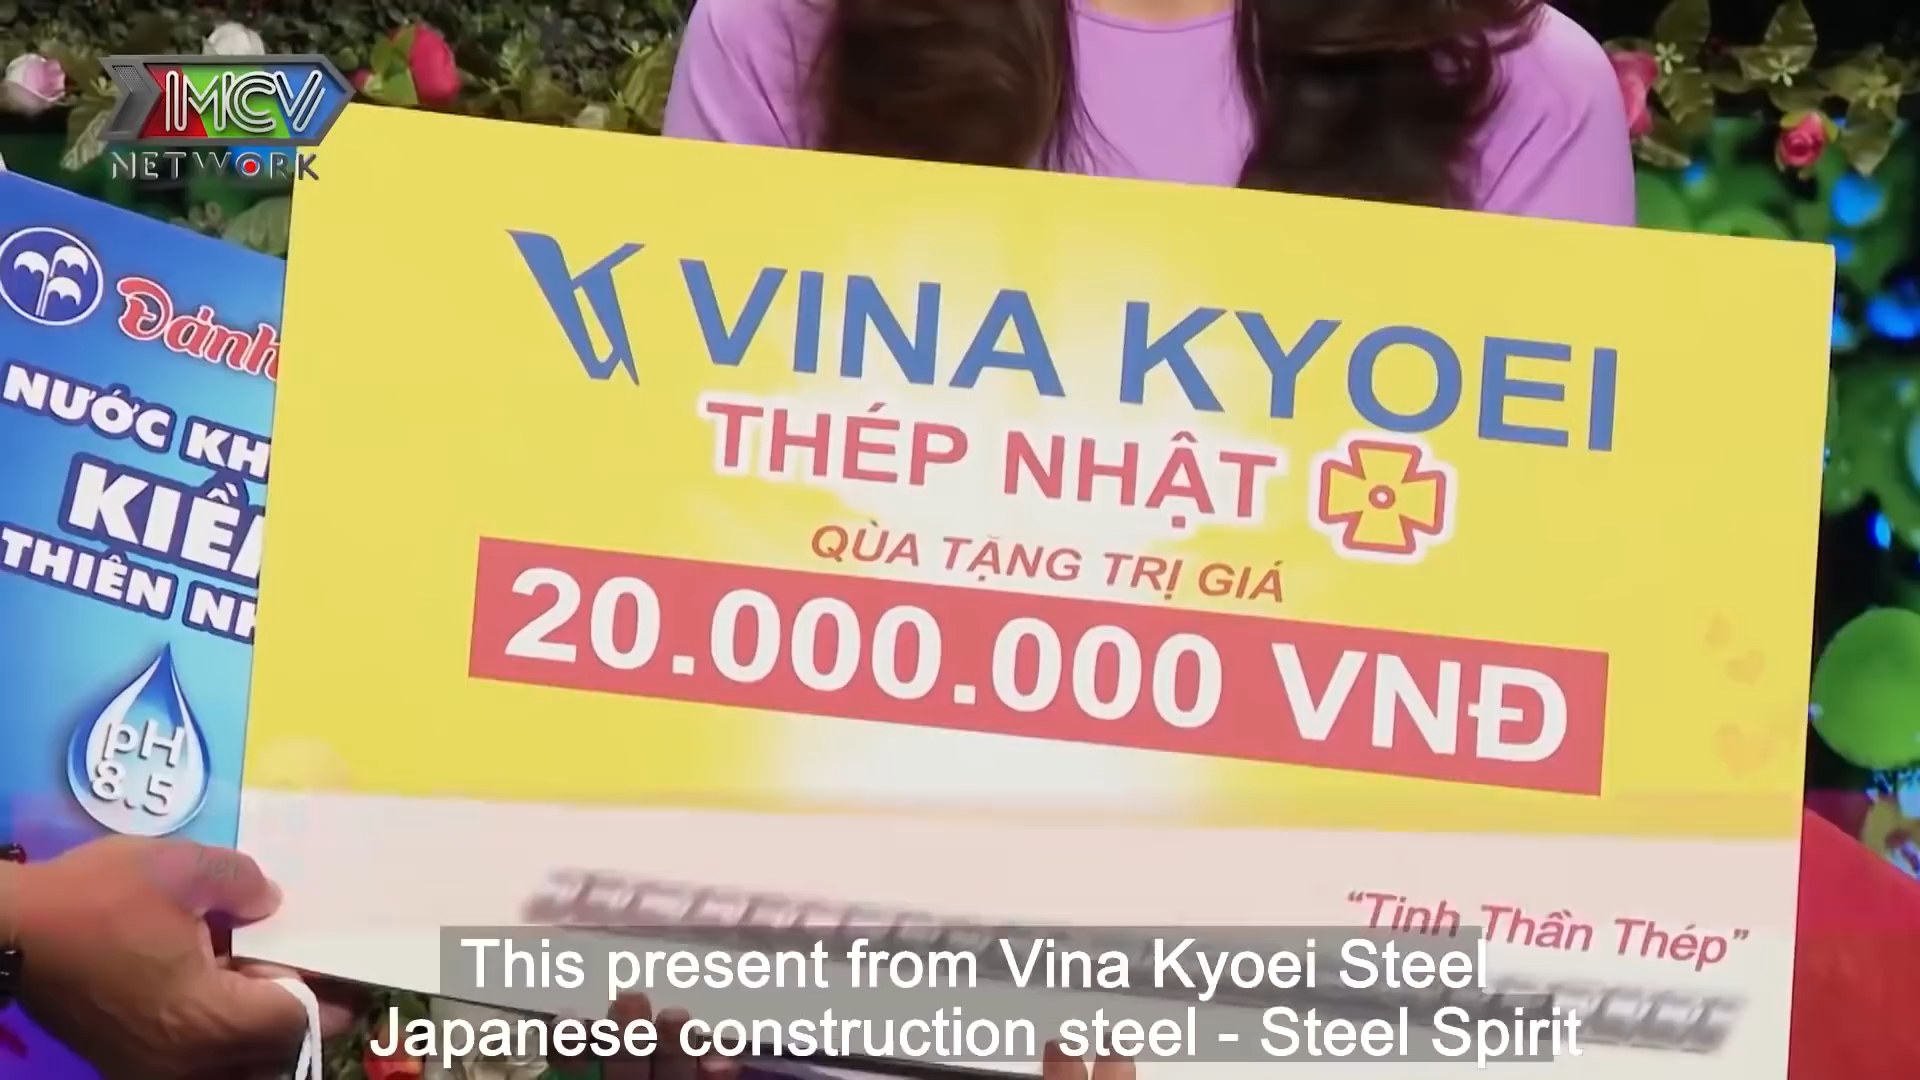 MCV
NETWORK
Đảnh
NƯỚC KH
KIỀ
THIÊN NH
pH
8.5
VINA KYOEI
THÉP NHẬT
QÙA TẶNG TRỊ GIÁ
20.000.000 VNĐ
“Tinh Thần Thép”
This present from Vina Kyoei Steel
Japanese construction steel - Steel Spirit